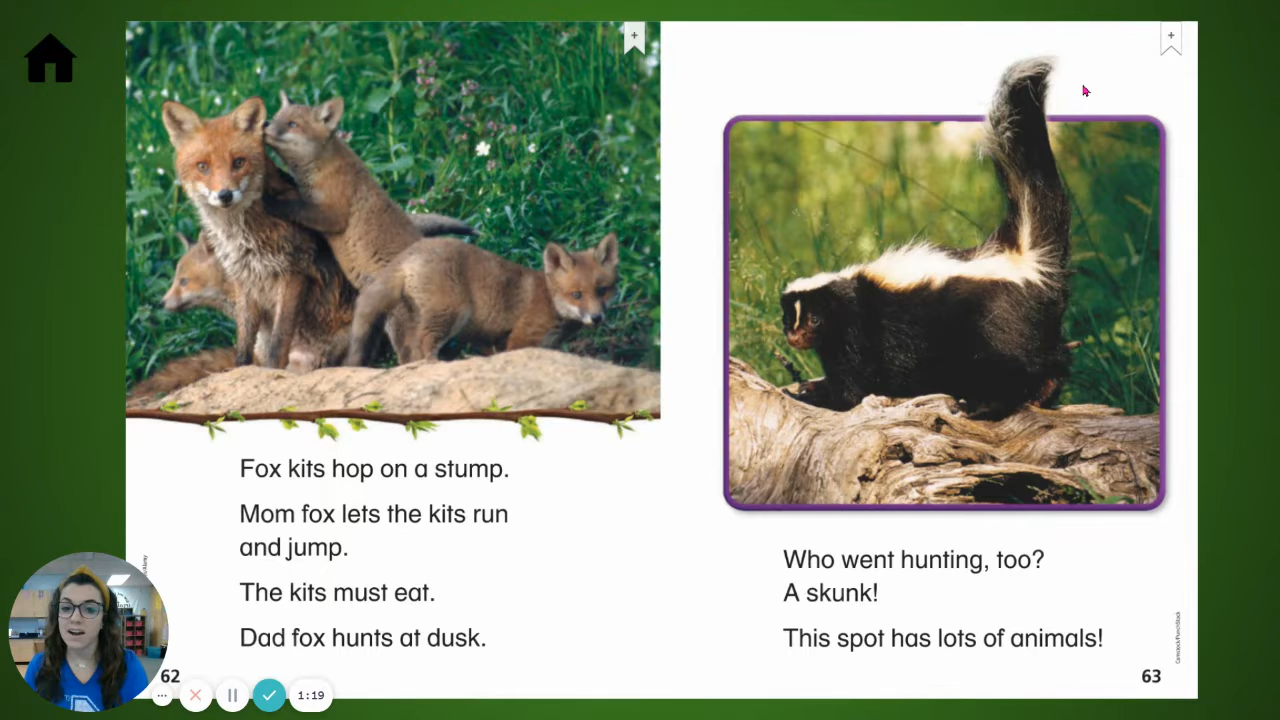 Fox kits hop on a stump.
Mom fox lets the kits run
and jump.
The kits must eat.
Dad fox hunts at dusk.
62
Who went hunting, too?
A skunk!
This spot has lots of animals!
63
1:19